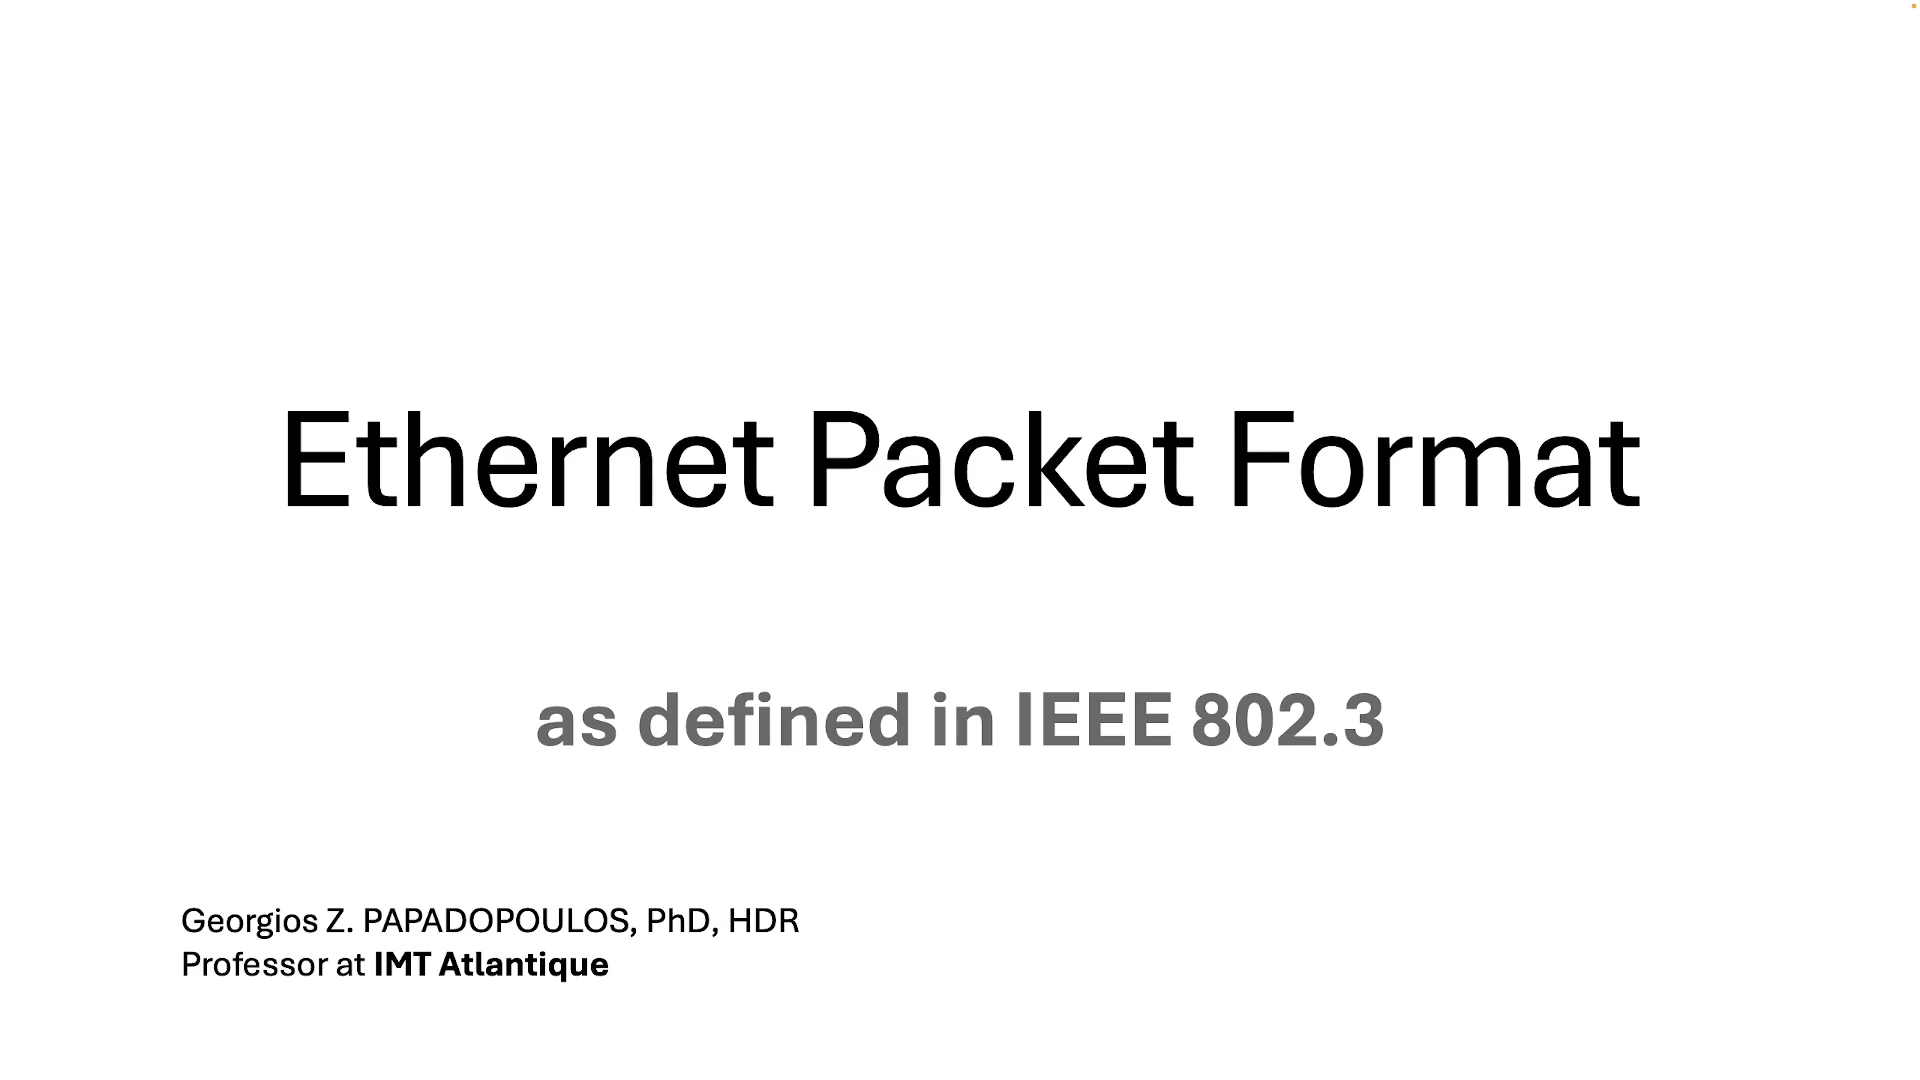 Ethernet Packet Format
as defined in IEEE 802.3
Georgios Z. PAPADOPOULOS, PhD, HDR
Professor at IMT Atlantique